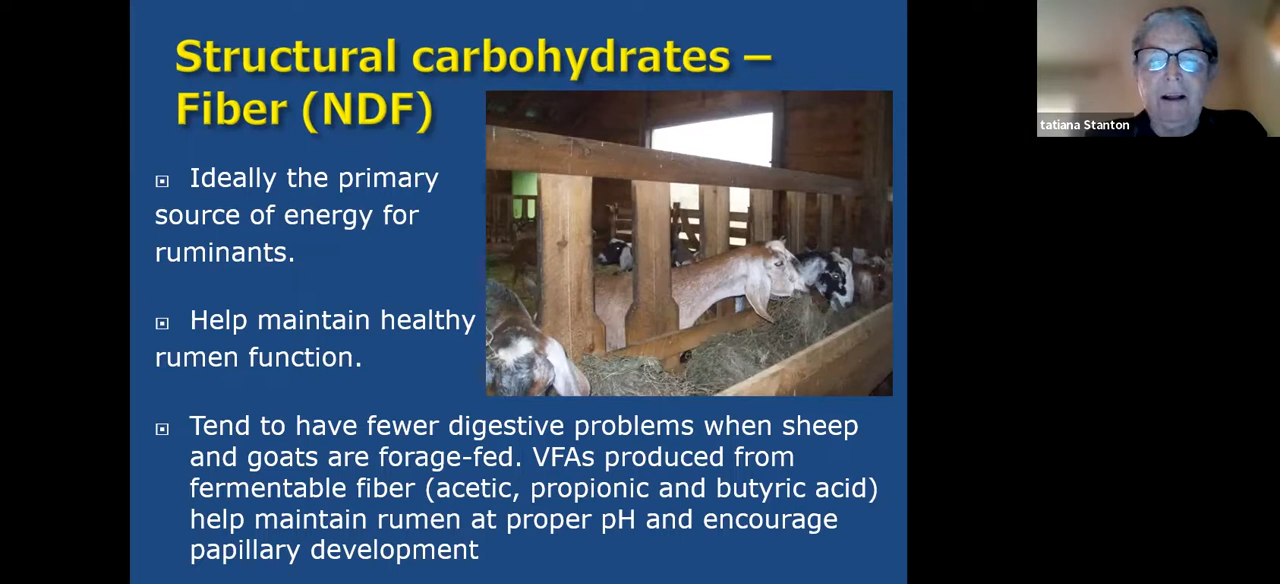 Structural carbohydrates –
Fiber (NDF)
Ideally the primary
source of energy for
ruminants.
Help maintain healthy
rumen function.
Tend to have fewer digestive problems when sheep
and goats are forage-fed. VFAs produced from
fermentable fiber (acetic, propionic and butyric acid)
help maintain rumen at proper pH and encourage
papillary development
tatiana Stanton